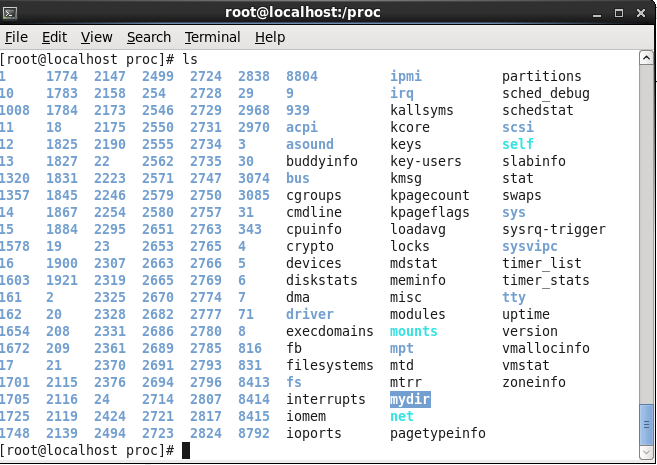 root@localhost:/proc
File Edit View Search Terminal Help
[root@localhost proc]# ls
1 1774 2147 2499 2724 2838 8804 ipmi partitions
10 1783 2158 254 2728 29 9 irq sched_debug
1008 1784 2173 2546 2729 2968 939 kallsyms schedstat
11 18 2175 2550 2731 2970 acpi kcore scsi
12 1825 2190 2555 2734 3 asound keys self
13 1827 22 2562 2735 30 buddyinfo key-users slabinfo
1320 1831 2223 2571 2747 3074 bus kmsg stat
1357 1845 2246 2579 2750 3085 cgroups kpagecount swaps
14 1867 2254 2580 2757 31 cmdline kpageflags sys
15 1884 2295 2651 2763 343 cpuinfo loadavg sysrq-trigger
1578 19 23 2653 2765 4 crypto locks sysvipc
16 1900 2307 2663 2766 5 devices mdstat timer_list
1603 1921 2319 2665 2769 6 diskstats meminfo timer_stats
161 2 2325 2670 2774 7 dma misc tty
162 20 2328 2682 2777 71 driver modules uptime
1654 208 2331 2686 2780 8 execdomains mounts version
1672 209 2361 2689 2785 816 fb mpt vmallocinfo
17 21 2370 2691 2793 831 filesystems mtd vmstat
1701 2115 2376 2694 2796 8413 fs mtrr zoneinfo
1705 2116 24 2714 2807 8414 interrupts mydir
1725 2119 2424 2721 2817 8415 iomem net
1748 2139 2494 2723 2824 8792 ioports pagetypeinfo
[root@localhost proc]#